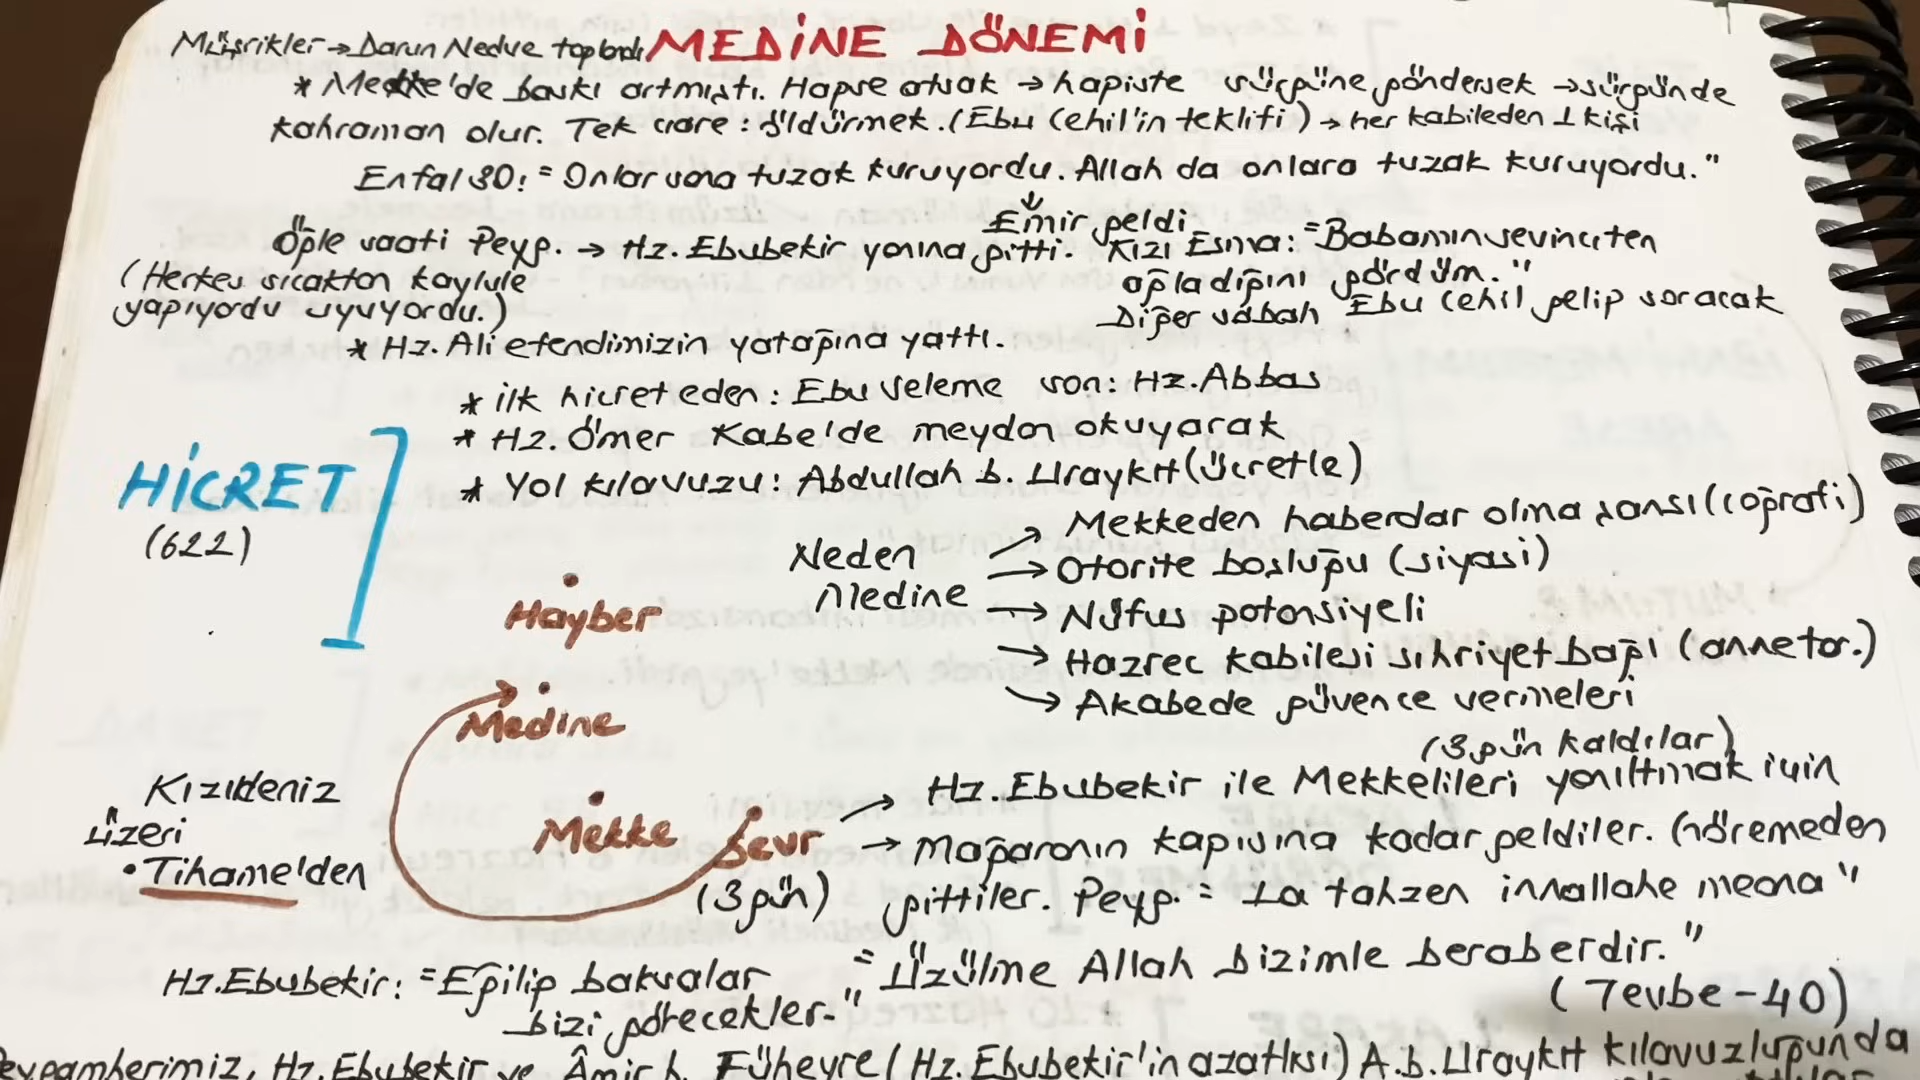 MEDİNE DÖNEMİ
Müşrikler → Darun Nedve toplandı
* Mekke'de baskı artmıştı. Hapse atsak → hapiste sürgüne göndersek → sürgünde
kahraman olur. Tek çare : öldürmek. (Ebu Cehil'in teklifi) → her kabileden 1 kişi
Enfal 30: "Onlar sana tuzak kuruyordu. Allah da onlara tuzak kuruyordu."
↓
Emir geldi
Öğle saati Peyg. → Hz. Ebubekir yanına gitti. Kızı Esma: "Babamın sevinçten
ağladığını gördüm."
(Herkes sıcaktan kaylule
yapıyordu uyuyordu.)
Diğer sabah Ebu Cehil gelip soracak
* Hz. Ali efendimizin yatağına yattı.
* ilk hicret eden : Ebu Seleme son: Hz. Abbas
* Hz. Ömer Kabe'de meydan okuyarak
* Yol kılavuzu : Abdullah b. Uraykıt (ücretle)
HİCRET
(622)
Neden
Medine
→ Mekkeden haberdar olma şansı (coğrafi)
→ Otorite boşluğu (siyasi)
→ Nüfus potansiyeli
→ Hazrec kabilesi sıhriyet bağı (anne tar.)
→ Akabede güvence vermeleri
Hayber
Medine
Mekke
Sevr
(3 gün)
Kızıldeniz
Üzeri
• Tihame'den
(3 gün kaldılar)
→ Hz. Ebubekir ile Mekkelileri yanıltmak için
→ Mağaranın kapısına kadar geldiler. (Göremeden
gittiler. Peyg. = La tahzen innallahe meana"
= Üzülme Allah bizimle beraberdir."
(Tevbe-40)
Hz. Ebubekir: "Eğilip baksalar
bizi görecekler."
Peygamberimiz, Hz. Ebubekir ve Âmir b. Füheyre (Hz. Ebubekir'in azatlısı) A.b. Uraykıt kılavuzluğunda